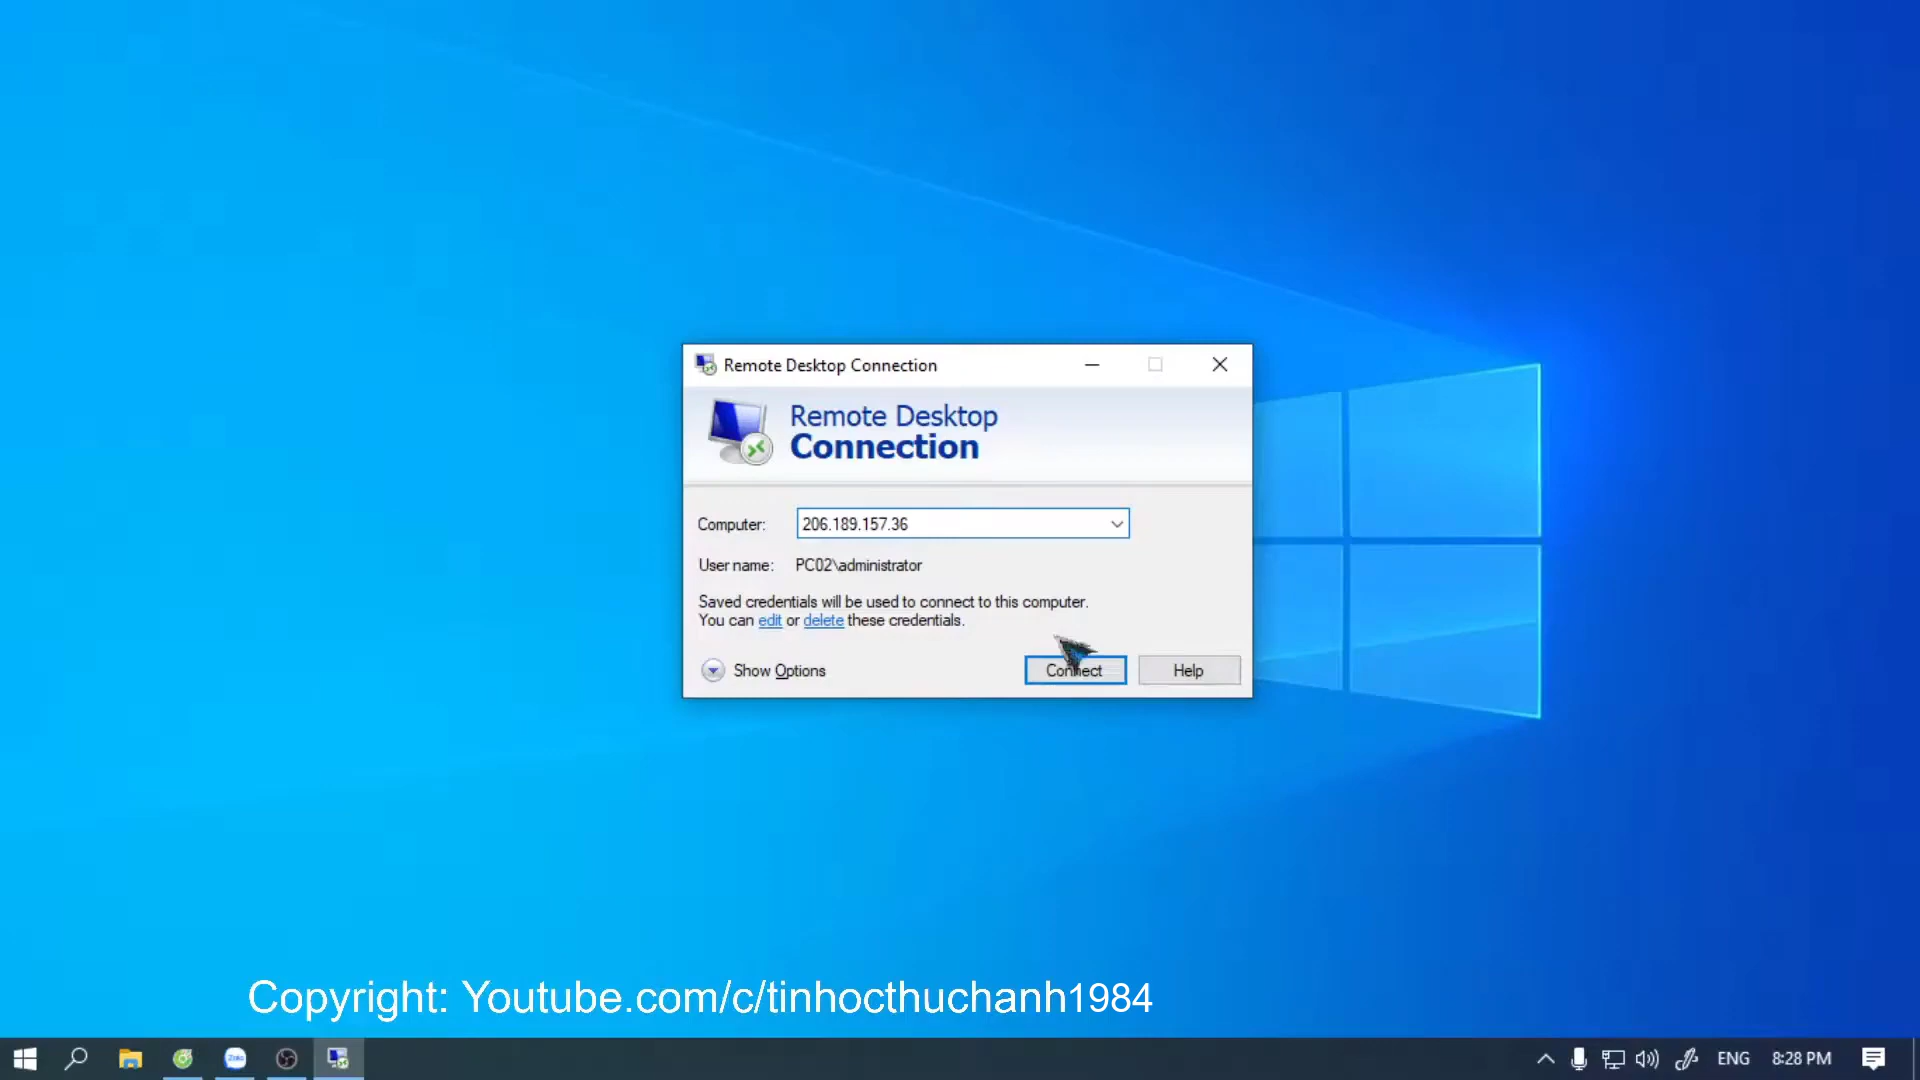 Remote Desktop Connection
Remote Desktop
Connection
Computer: 206.189.157.36
User name: PC02\administrator
Saved credentials will be used to connect to this computer.
You can edit or delete these credentials.
Show Options
Connect
Help
Copyright: Youtube.com/c/tinhocthuchanh1984
Zalo
ENG
8:28 PM